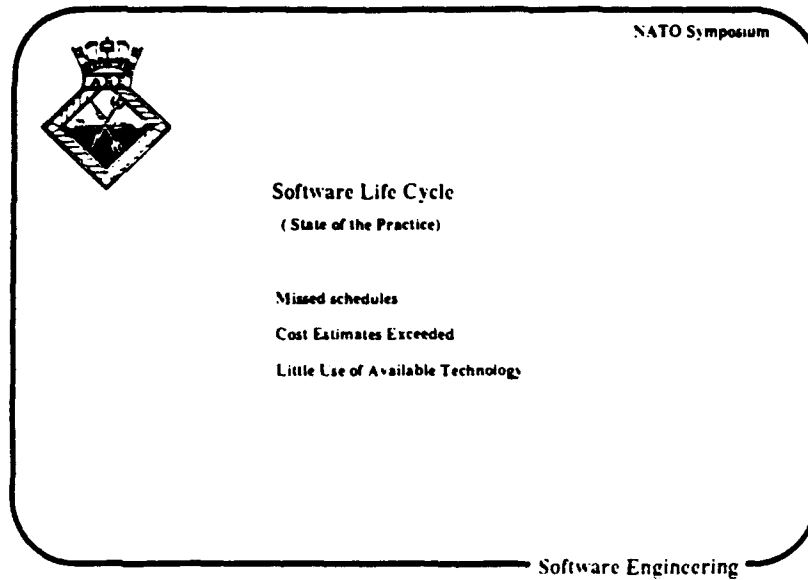 NATO Symposium
Software Life Cycle
( State of the Practice)
Missed schedules
Cost Estimates Exceeded
Little Use of Available Technology
Software Engineering